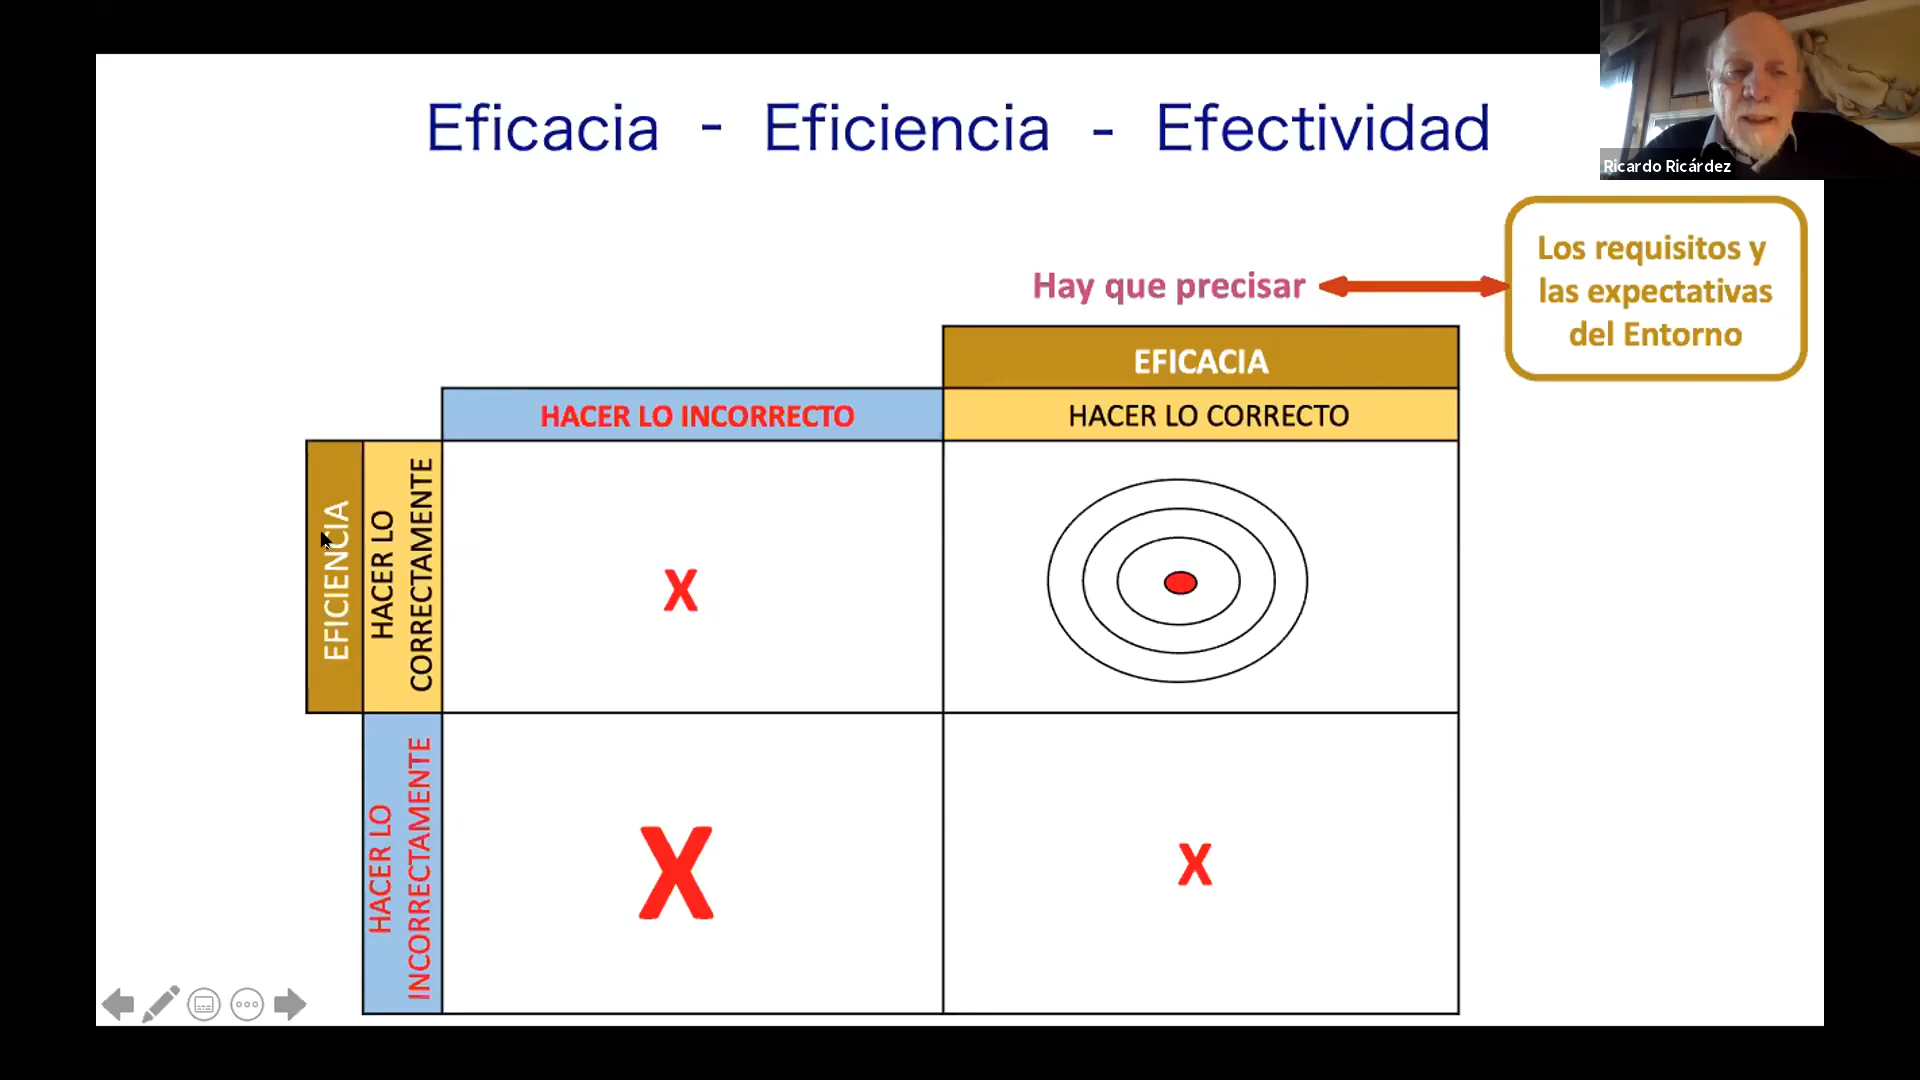 Eficacia - Eficiencia - Efectividad
Ricardo Ricárdez
Hay que precisar
Los requisitos y
las expectativas
del Entorno
EFICACIA
HACER LO INCORRECTO
HACER LO CORRECTO
EFICIENCIA
HACER LO
CORRECTAMENTE
X
HACER LO
INCORRECTAMENTE
X
X